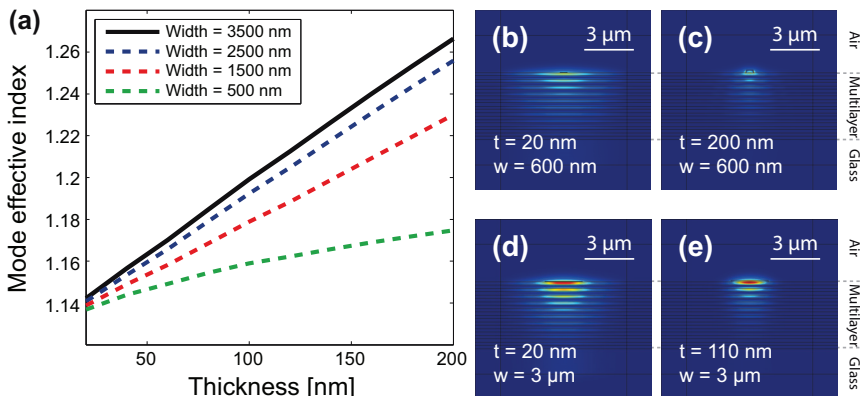 (a)
Mode effective index
1.26
1.24
1.22
1.2
1.18
1.16
1.14
Width = 3500 nm
Width = 2500 nm
Width = 1500 nm
Width = 500 nm
50
100
150
200
Thickness [nm]
(b)
3 µm
t = 20 nm
w = 600 nm
(c)
3 µm
t = 200 nm
w = 600 nm
Air
Multilayer
Glass
(d)
3 µm
t = 20 nm
w = 3 µm
(e)
3 µm
t = 110 nm
w = 3 µm
Air
Multilayer
Glass